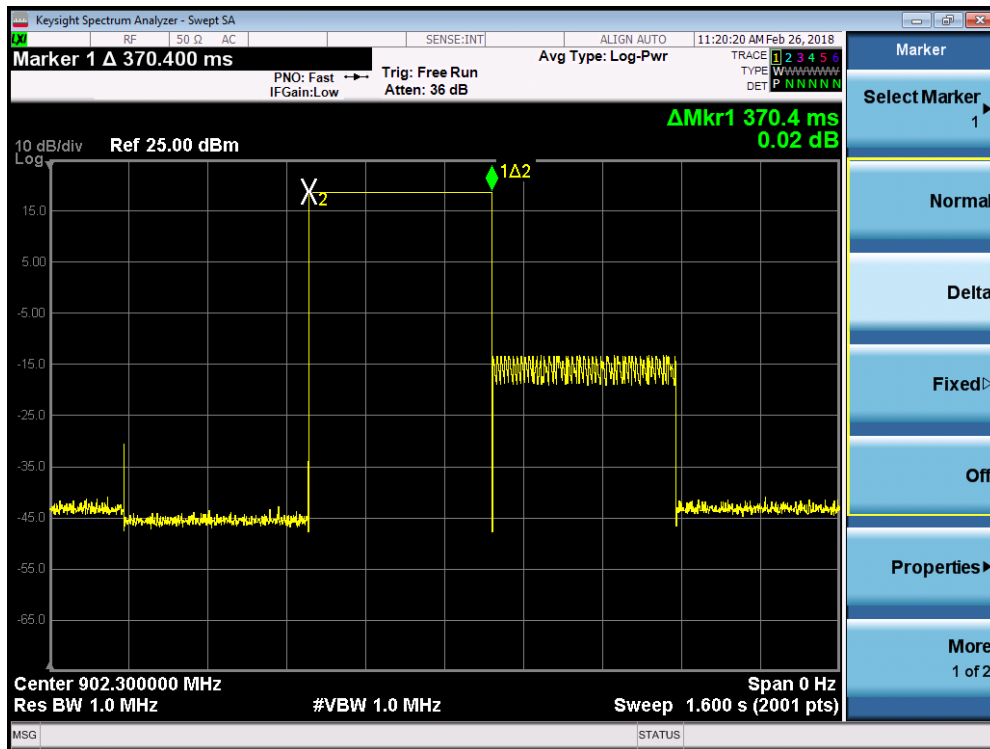 Keysight Spectrum Analyzer - Swept SA
LXI RF 50 Ω AC SENSE:INT ALIGN AUTO 11:20:20 AM Feb 26, 2018
Marker 1 Δ 370.400 ms
PNO: Fast
IFGain:Low
Trig: Free Run
Atten: 36 dB
Avg Type: Log-Pwr
TRACE 1 2 3 4 5 6
TYPE WWWWWW
DET P N N N N N
ΔMkr1 370.4 ms
0.02 dB
10 dB/div Ref 25.00 dBm
Log
1Δ2
X2
15.0
5.00
-5.00
-15.0
-25.0
-35.0
-45.0
-55.0
-65.0
Center 902.300000 MHz Span 0 Hz
Res BW 1.0 MHz #VBW 1.0 MHz Sweep 1.600 s (2001 pts)
MSG STATUS
Marker
Select Marker
1
Normal
Delta
Fixed
Off
Properties
More
1 of 2